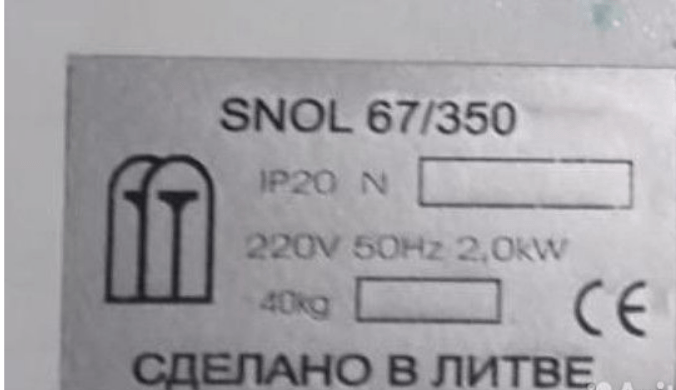 SNOL 67/350
IP20 N
220V 50Hz 2,0kW
40kg CE
СДЕЛАНО В ЛИТВЕ